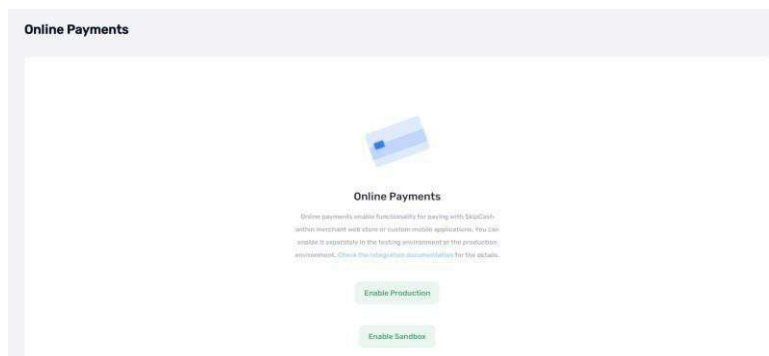 Online Payments
Online Payments
Online payments enable functionality for paying with SkipCash
within merchant web store or custom mobile applications. You can
enable it separately in the testing environment or the production
environment. Check the integration documentation for the details.
Enable Production
Enable Sandbox